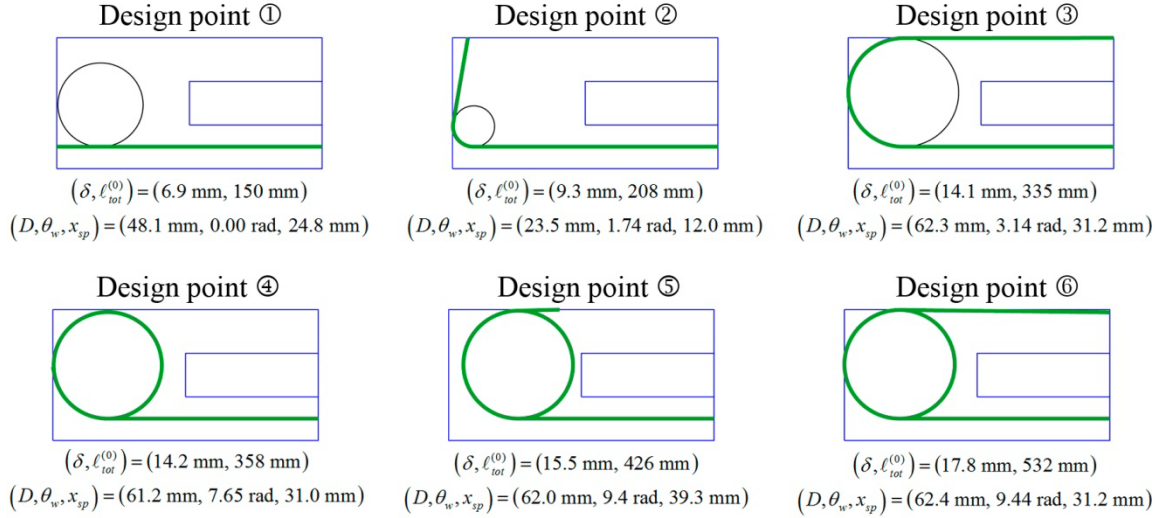 Design point ①
(δ, ℓ_tot^(0)) = (6.9 mm, 150 mm)
(D, θ_w, x_sp) = (48.1 mm, 0.00 rad, 24.8 mm)
Design point ②
(δ, ℓ_tot^(0)) = (9.3 mm, 208 mm)
(D, θ_w, x_sp) = (23.5 mm, 1.74 rad, 12.0 mm)
Design point ③
(δ, ℓ_tot^(0)) = (14.1 mm, 335 mm)
(D, θ_w, x_sp) = (62.3 mm, 3.14 rad, 31.2 mm)
Design point ④
(δ, ℓ_tot^(0)) = (14.2 mm, 358 mm)
(D, θ_w, x_sp) = (61.2 mm, 7.65 rad, 31.0 mm)
Design point ⑤
(δ, ℓ_tot^(0)) = (15.5 mm, 426 mm)
(D, θ_w, x_sp) = (62.0 mm, 9.4 rad, 39.3 mm)
Design point ⑥
(δ, ℓ_tot^(0)) = (17.8 mm, 532 mm)
(D, θ_w, x_sp) = (62.4 mm, 9.44 rad, 31.2 mm)